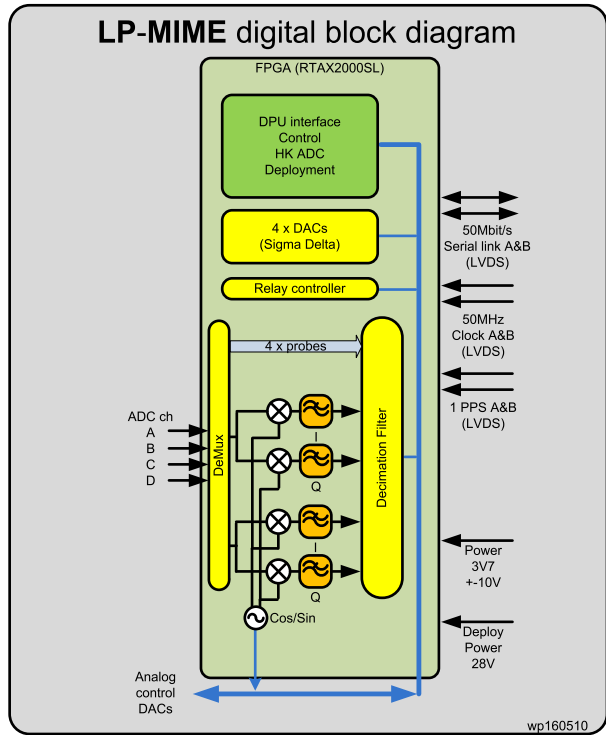 LP-MIME digital block diagram
FPGA (RTAX2000SL)
DPU interface
Control
HK ADC
Deployment
4 x DACs
(Sigma Delta)
Relay controller
4 x probes
DeMux
Decimation Filter
I
Q
I
Q
Cos/Sin
ADC ch
A
B
C
D
50Mbit/s
Serial link A&B
(LVDS)
50MHz
Clock A&B
(LVDS)
1 PPS A&B
(LVDS)
Power
3V7
+-10V
Deploy
Power
28V
Analog
control
DACs
wp160510